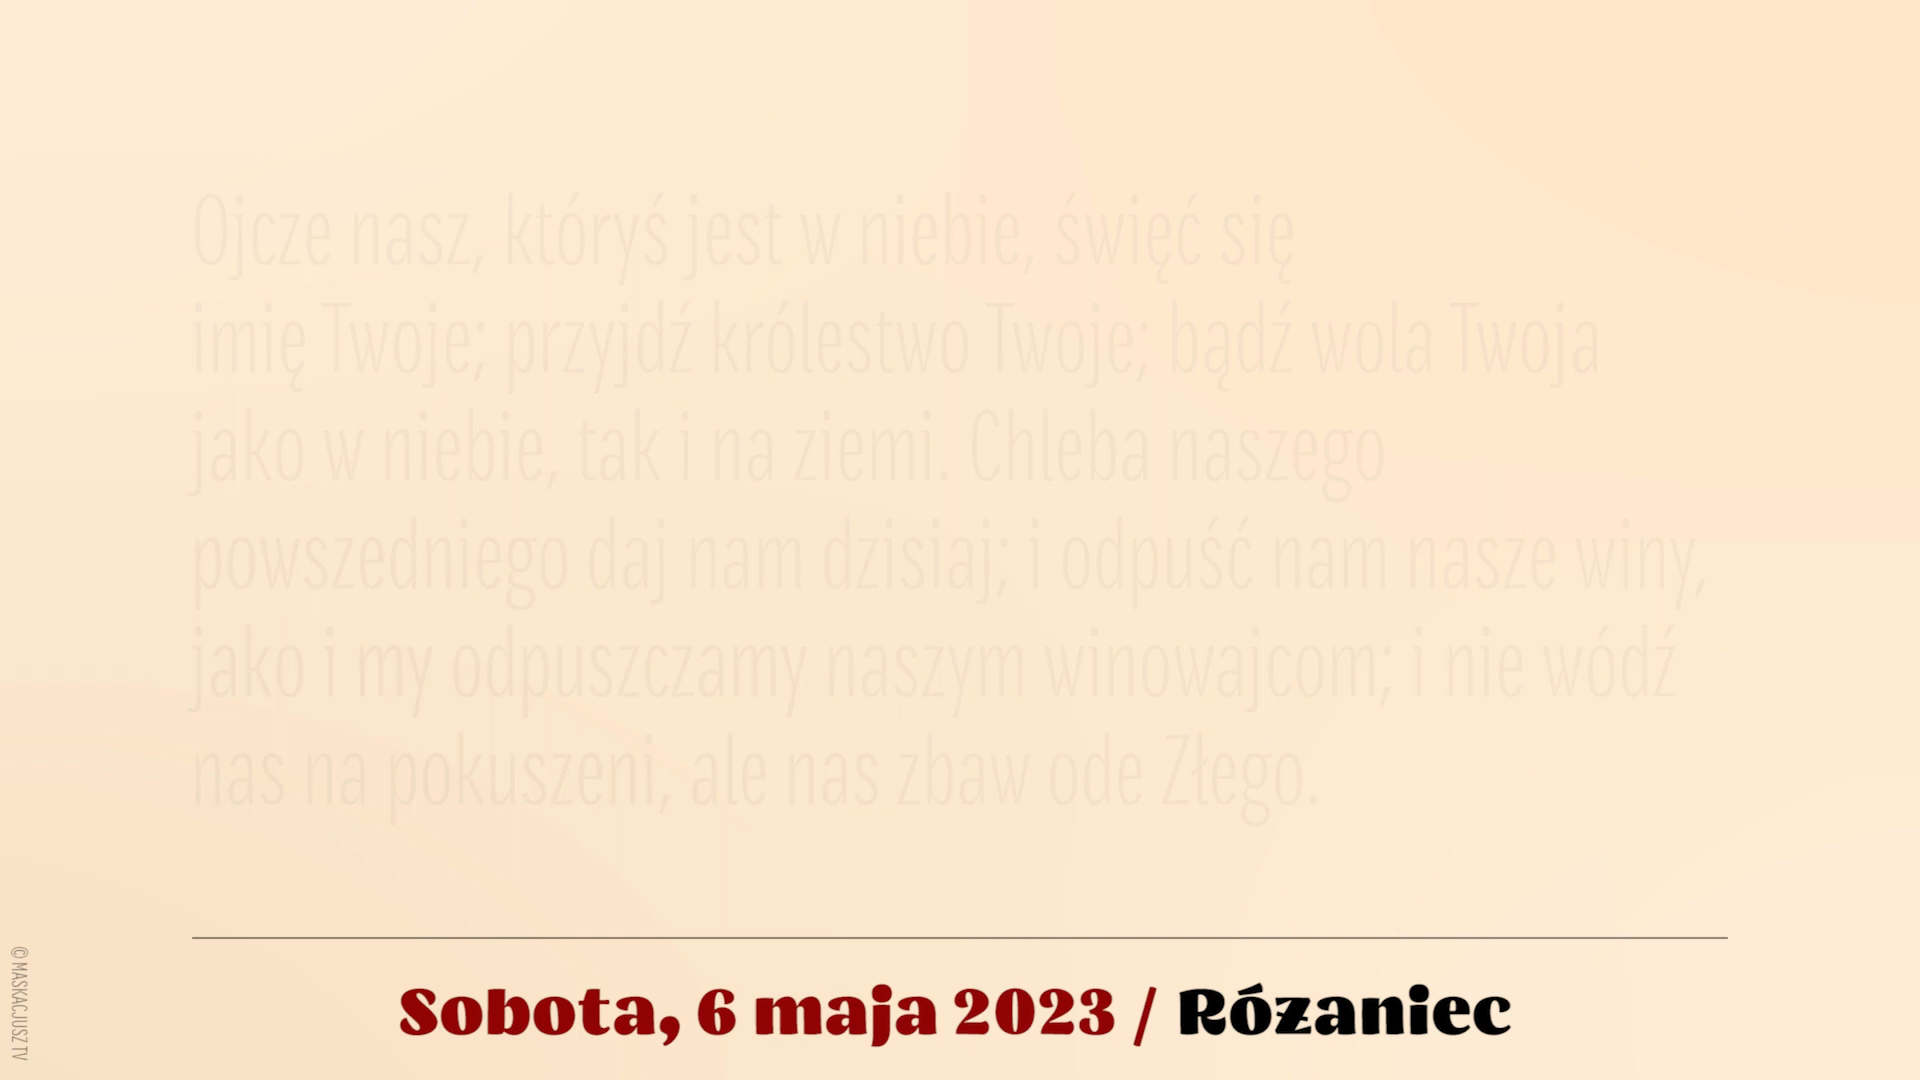 Ojcze nasz, któryś jest w niebie, święć się
imię Twoje; przyjdź królestwo Twoje; bądź wola Twoja
jako w niebie, tak i na ziemi. Chleba naszego
powszedniego daj nam dzisiaj; i odpuść nam nasze winy,
jako i my odpuszczamy naszym winowajcom; i nie wódź
nas na pokuszeni, ale nas zbaw ode Złego.
Sobota, 6 maja 2023 / Różaniec
© MASKACJUSZ TV